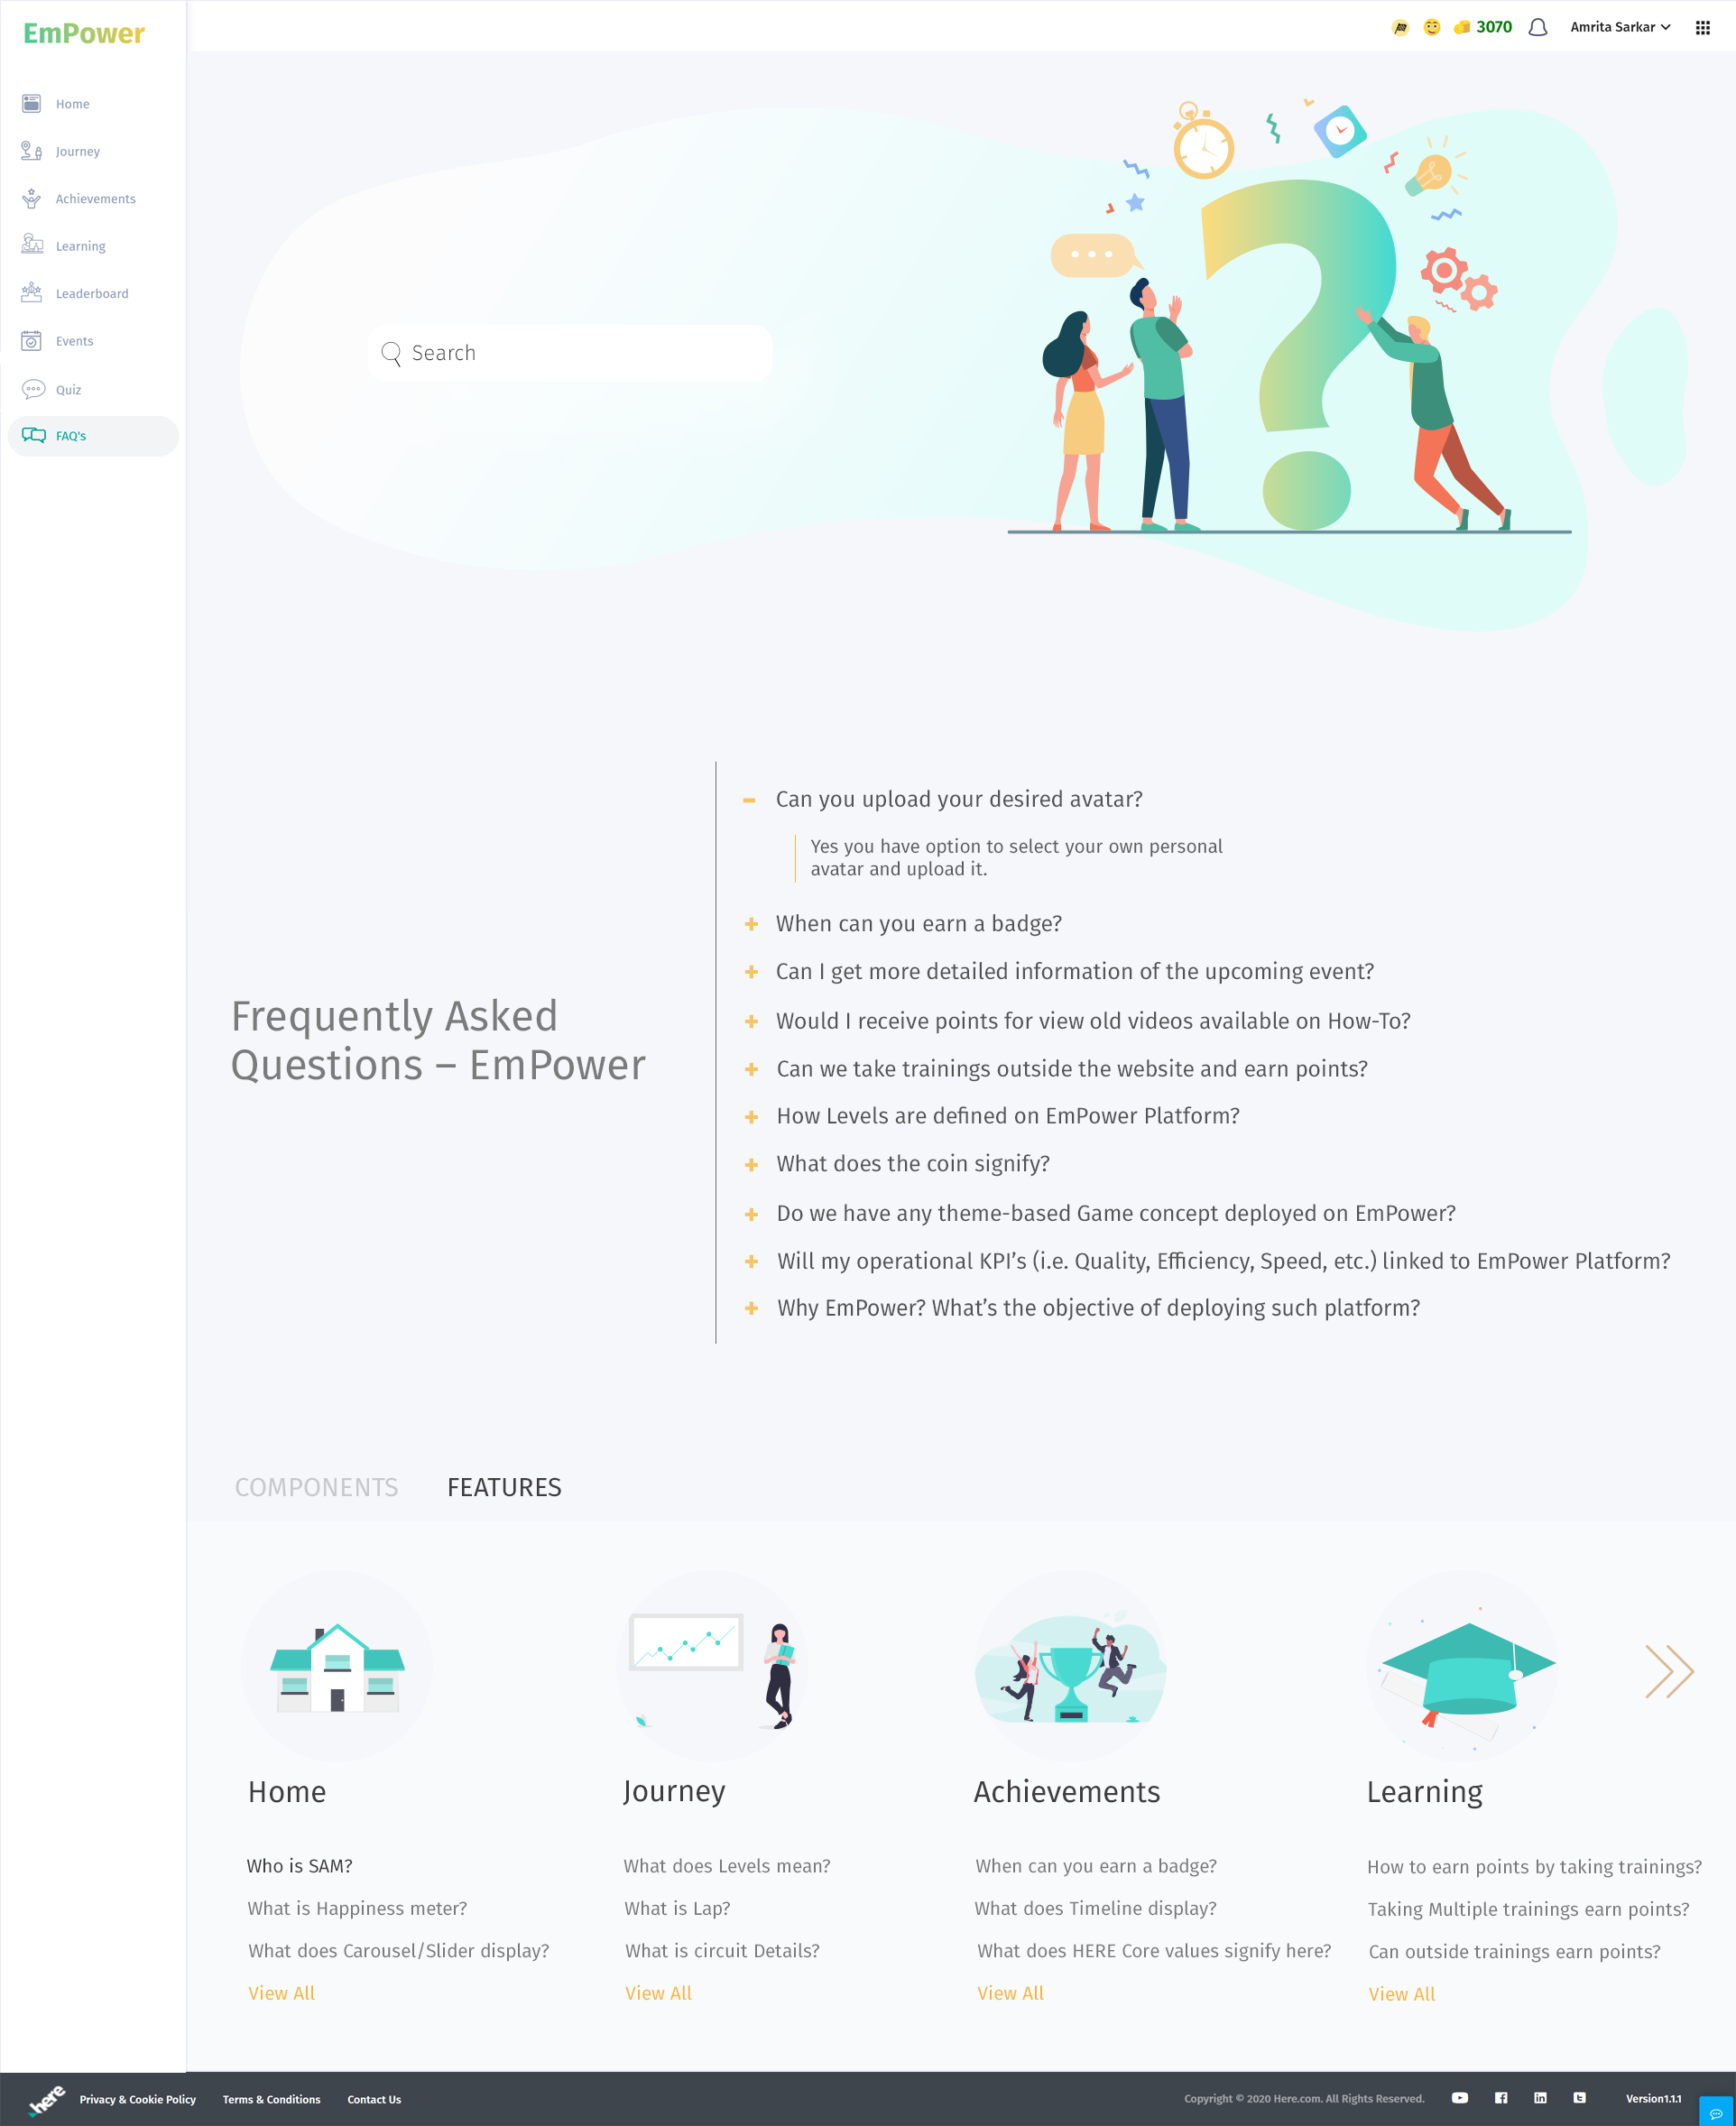 EmPower
3070
Amrita Sarkar
Home
Journey
Achievements
Learning
Leaderboard
Events
Quiz
FAQ's
Search
Frequently Asked
Questions – EmPower
Can you upload your desired avatar?
Yes you have option to select your own personal
avatar and upload it.
When can you earn a badge?
Can I get more detailed information of the upcoming event?
Would I receive points for view old videos available on How-To?
Can we take trainings outside the website and earn points?
How Levels are defined on EmPower Platform?
What does the coin signify?
Do we have any theme-based Game concept deployed on EmPower?
Will my operational KPI’s (i.e. Quality, Efficiency, Speed, etc.) linked to EmPower Platform?
Why EmPower? What’s the objective of deploying such platform?
COMPONENTS
FEATURES
Home
Who is SAM?
What is Happiness meter?
What does Carousel/Slider display?
View All
Journey
What does Levels mean?
What is Lap?
What is circuit Details?
View All
Achievements
When can you earn a badge?
What does Timeline display?
What does HERE Core values signify here?
View All
Learning
How to earn points by taking trainings?
Taking Multiple trainings earn points?
Can outside trainings earn points?
View All
here
Privacy & Cookie Policy
Terms & Conditions
Contact Us
Copyright © 2020 Here.com. All Rights Reserved.
Version1.1.1